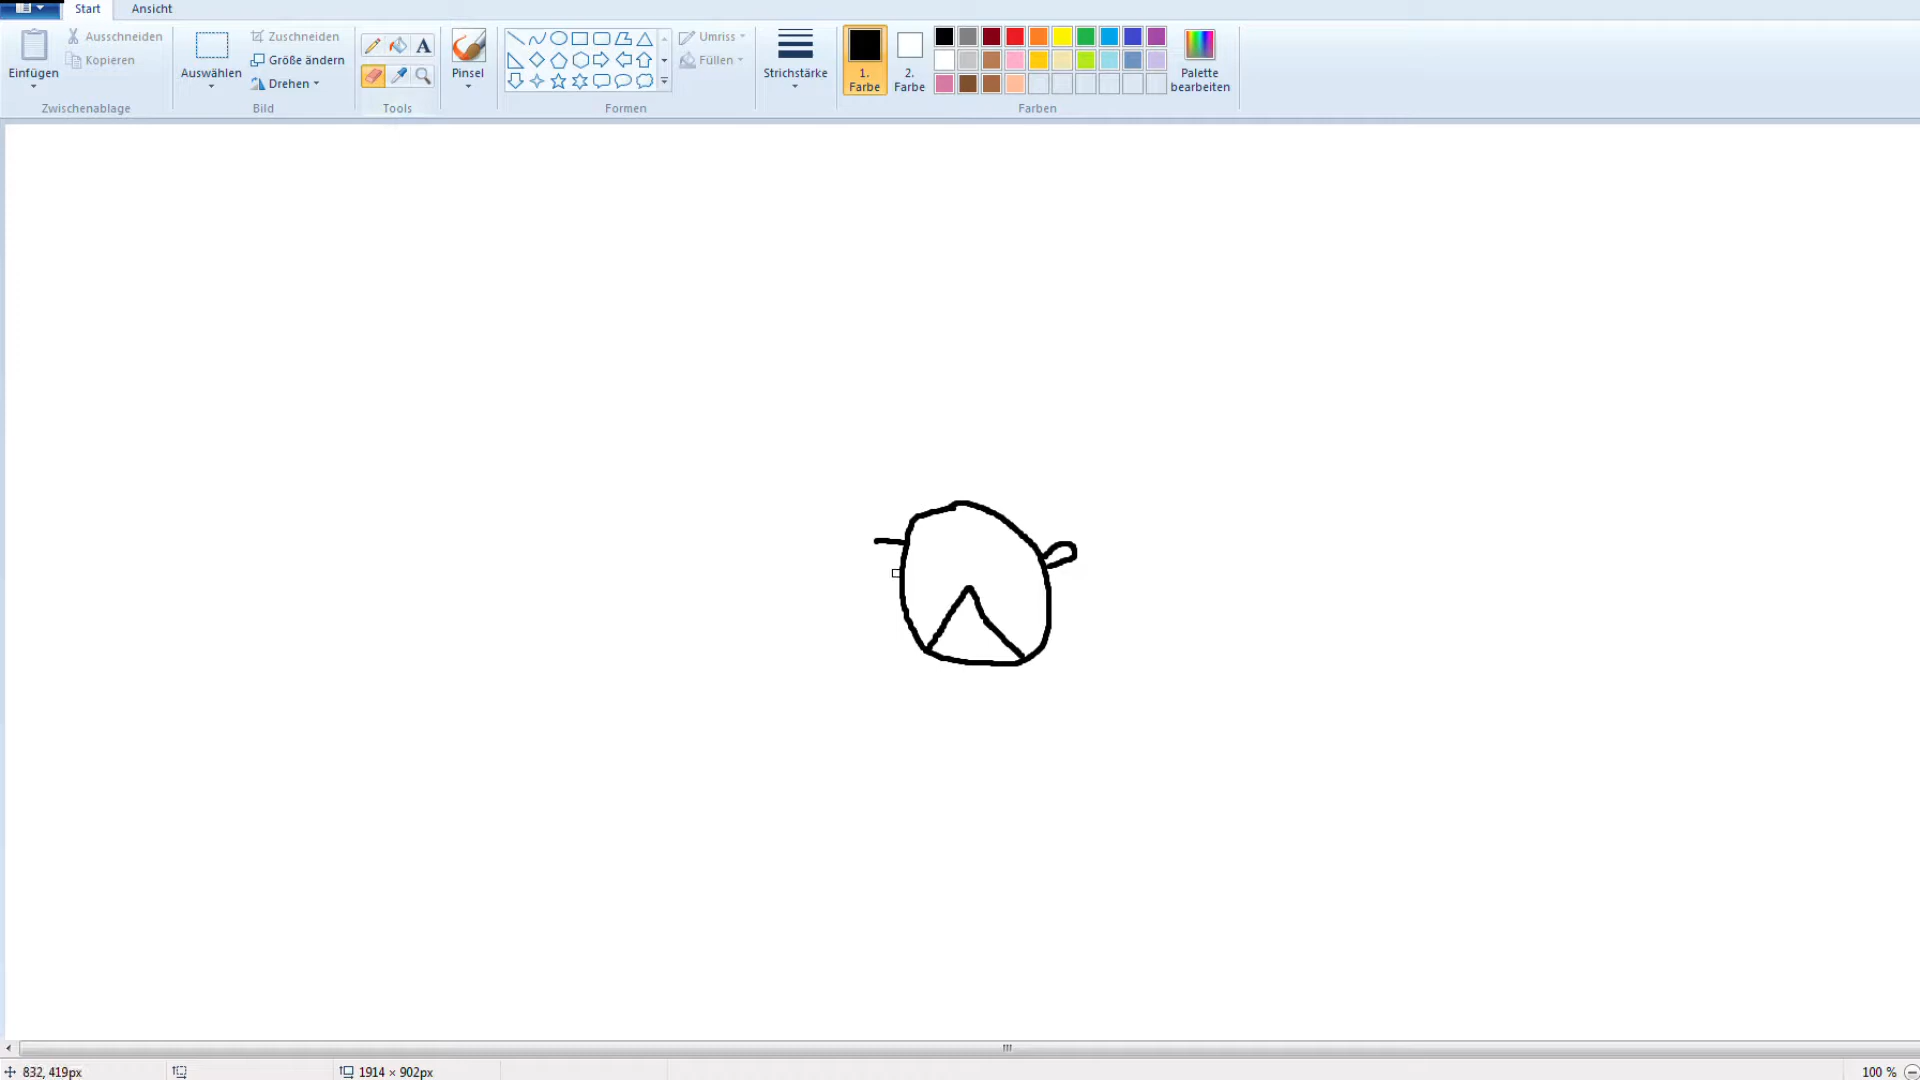 Start Ansicht
Einfügen
Ausschneiden
Kopieren
Zwischenablage
Auswählen
Zuschneiden
Größe ändern
Drehen
Bild
A
Tools
Pinsel
Formen
Umriss
Füllen
Strichstärke
1.
Farbe
2.
Farbe
Farben
Palette
bearbeiten
832, 419px
1914 × 902px
100 %